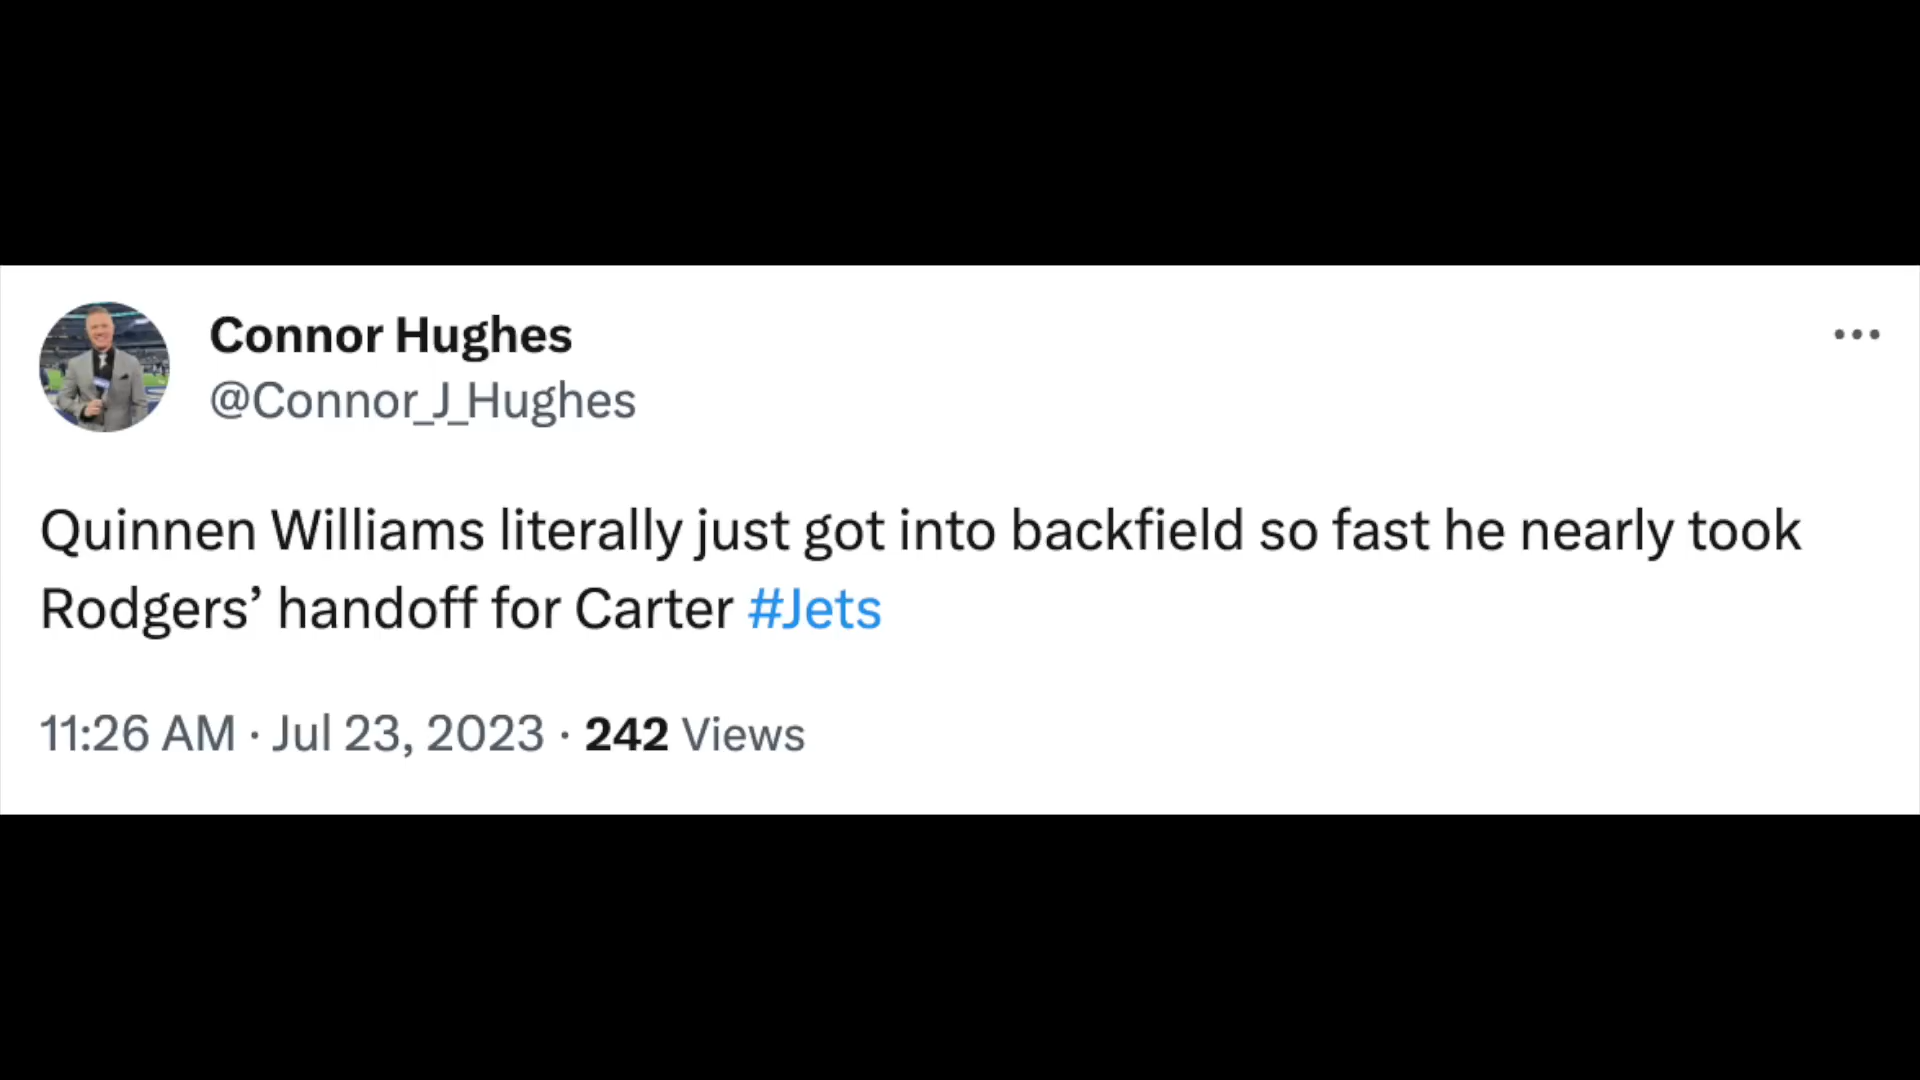 Connor Hughes
@Connor_J_Hughes
Quinnen Williams literally just got into backfield so fast he nearly took
Rodgers’ handoff for Carter #Jets
11:26 AM · Jul 23, 2023 · 242 Views